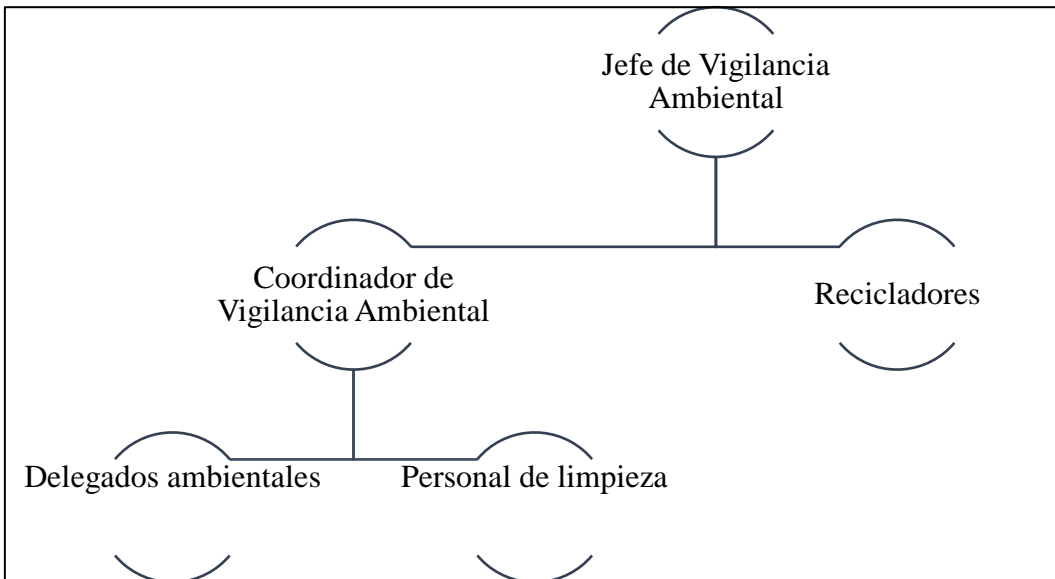 Jefe de Vigilancia
Ambiental
Coordinador de
Vigilancia Ambiental
Recicladores
Delegados ambientales
Personal de limpieza